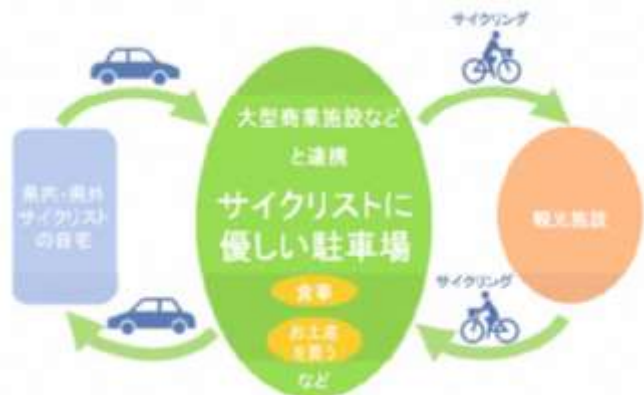 サイクリング
大型商業施設など
と連携
サイクリストに
優しい駐車場
県内・県外
サイクリスト
の自宅
観光施設
食事
サイクリング
お土産
を買う
など